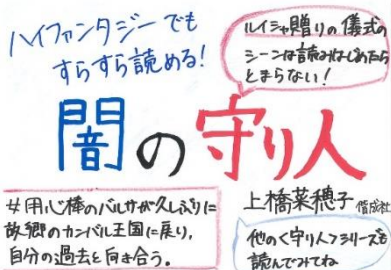 ハイファンタジーでも
すらすら読める!
ルイシャ贈りの儀式の
シーンは読みはじめたら
とまらない!
闇の守り人
女用心棒のバルサが久しぶりに
故郷のカンバル王国に戻り、
自分の過去と向き合う。
上橋菜穂子 偕成社
他の〈守り人〉シリーズも
読んでみてね